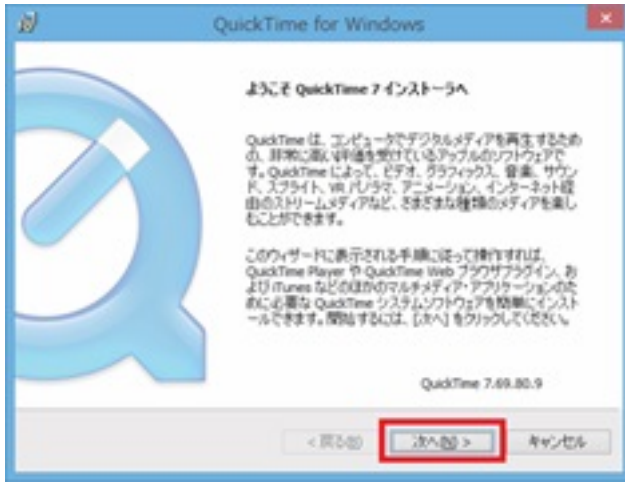 QuickTime for Windows
ようこそ QuickTime 7 インストーラへ
QuickTime は、コンピュータでデジタルメディアを再生するため
の、非常に高い評価を受けているアップルのソフトウェアで
す。QuickTime によって、ビデオ、グラフィックス、音楽、サウン
ド、スプライト、VR パノラマ、アニメーション、インターネット経
由のストリームメディアなど、さまざまな種類のメディアを楽し
むことができます。
このウィザードに表示される手順に従って操作すれば、
QuickTime Player や QuickTime Web ブラウザプラグイン、お
よび iTunes などのほかのマルチメディア・アプリケーションのた
めに必要な QuickTime システムソフトウェアを簡単にインスト
ールできます。開始するには、[次へ] をクリックしてください。
QuickTime 7.69.80.9
< 戻る(B) 次へ(N) > キャンセル